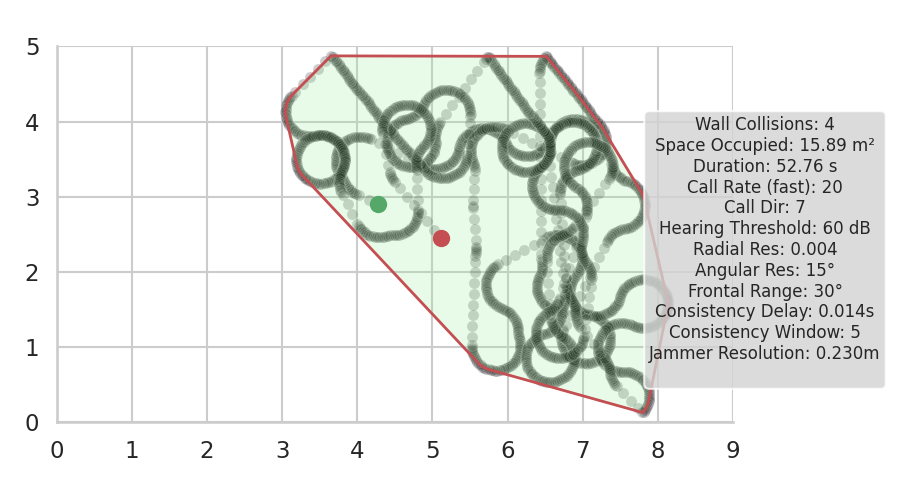 5
4
3
2
1
0
0 1 2 3 4 5 6 7 8 9
Wall Collisions: 4
Space Occupied: 15.89 m²
Duration: 52.76 s
Call Rate (fast): 20
Call Dir: 7
Hearing Threshold: 60 dB
Radial Res: 0.004
Angular Res: 15°
Frontal Range: 30°
Consistency Delay: 0.014s
Consistency Window: 5
Jammer Resolution: 0.230m